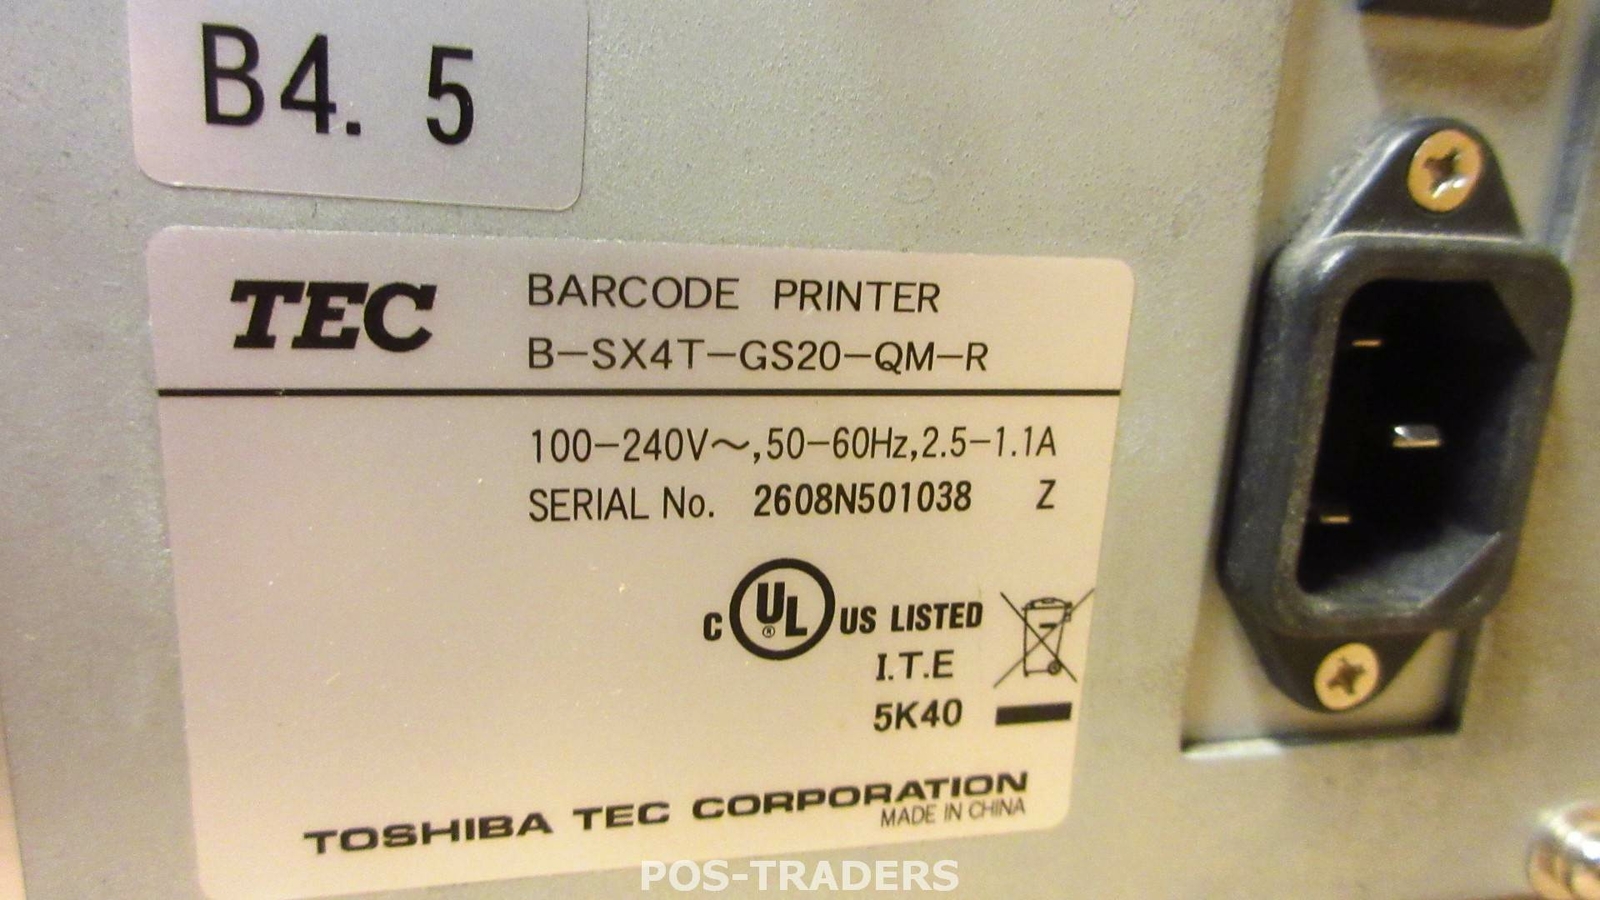 B4. 5
TEC
BARCODE PRINTER
B-SX4T-GS20-QM-R
100-240V～,50-60Hz,2.5-1.1A
SERIAL No. 2608N501038 Z
C UL® US LISTED
I.T.E
5K40
TOSHIBA TEC CORPORATION
MADE IN CHINA
POS-TRADERS